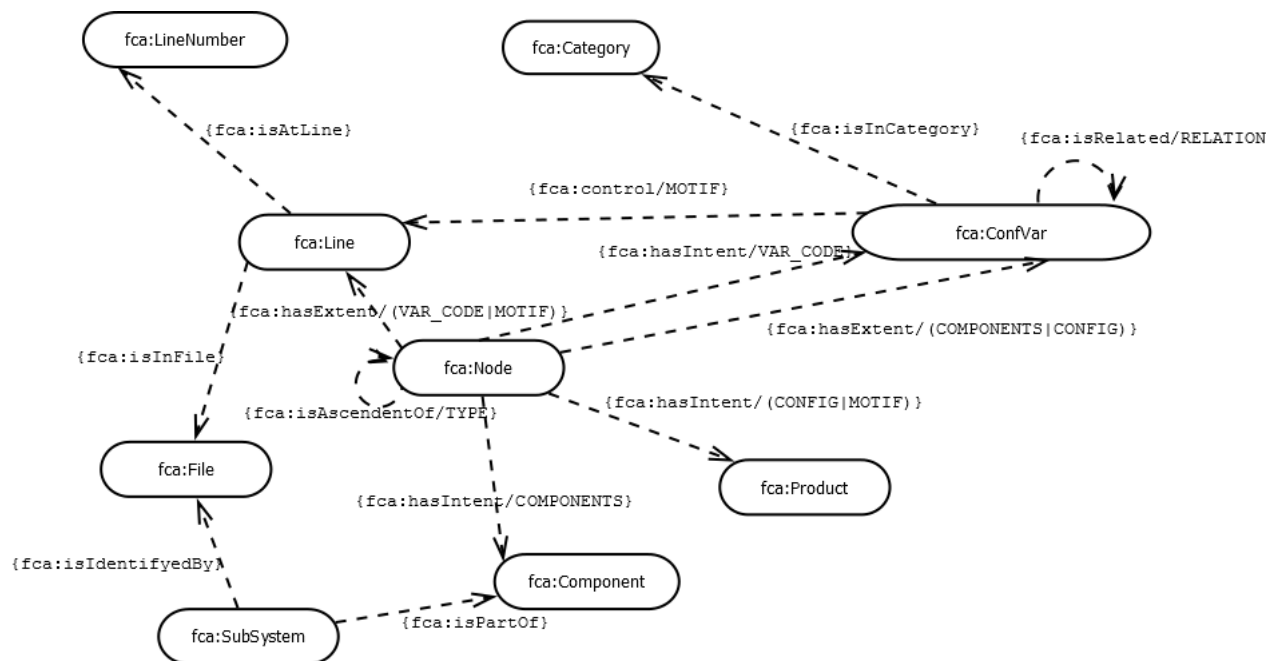 fca:LineNumber
fca:Category
{fca:isAtLine}
{fca:isInCategory}
{fca:isRelated/RELATION
{fca:control/MOTIF}
fca:Line
fca:ConfVar
{fca:hasIntent/VAR_CODE}
{fca:hasExtent/(VAR_CODE|MOTIF)}
{fca:hasExtent/(COMPONENTS|CONFIG)}
{fca:isInFile}
fca:Node
{fca:hasIntent/(CONFIG|MOTIF)}
{fca:isAscendentOf/TYPE}
fca:File
fca:Product
{fca:hasIntent/COMPONENTS}
{fca:isIdentifyedBy}
fca:Component
{fca:isPartOf}
fca:SubSystem